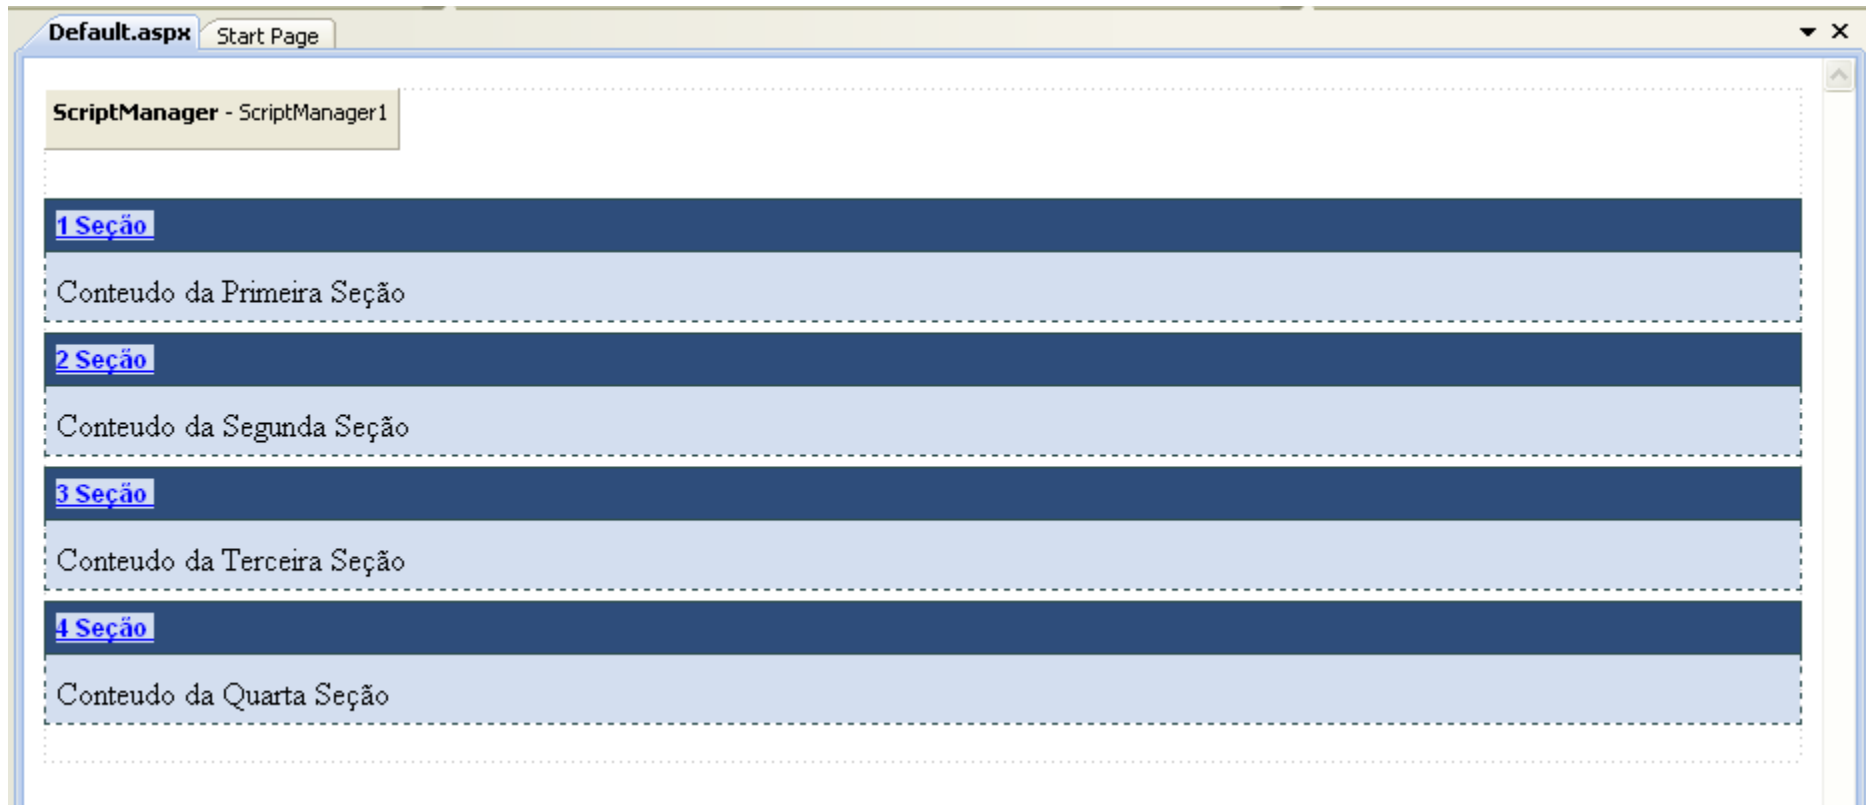 Default.aspx Start Page
ScriptManager - ScriptManager1
1 Seção
Conteudo da Primeira Seção
2 Seção
Conteudo da Segunda Seção
3 Seção
Conteudo da Terceira Seção
4 Seção
Conteudo da Quarta Seção